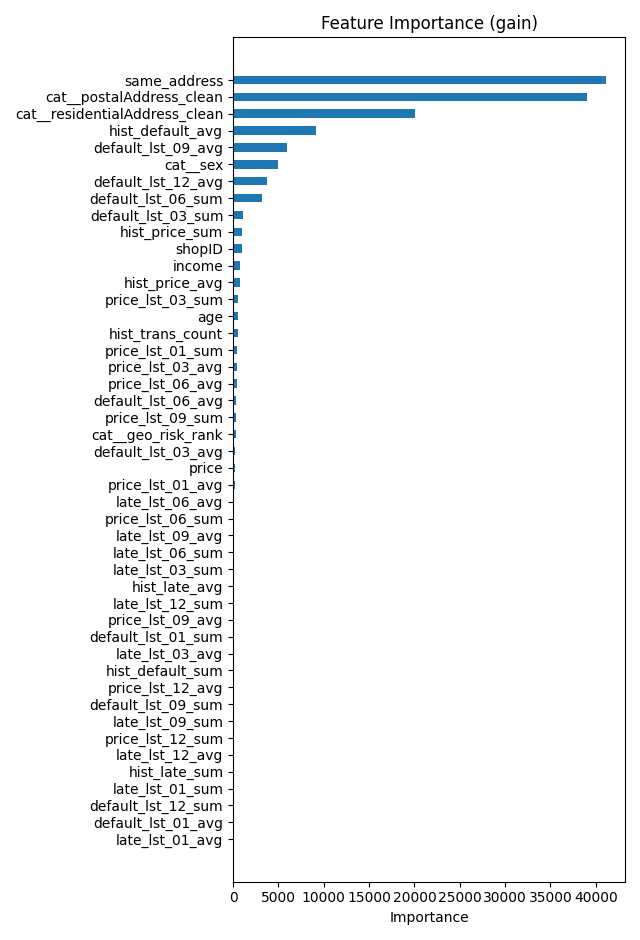 Feature Importance (gain)
same_address
cat__postalAddress_clean
cat__residentialAddress_clean
hist_default_avg
default_lst_09_avg
cat__sex
default_lst_12_avg
default_lst_06_sum
default_lst_03_sum
hist_price_sum
shopID
income
hist_price_avg
price_lst_03_sum
age
hist_trans_count
price_lst_01_sum
price_lst_03_avg
price_lst_06_avg
default_lst_06_avg
price_lst_09_sum
cat__geo_risk_rank
default_lst_03_avg
price
price_lst_01_avg
late_lst_06_avg
price_lst_06_sum
late_lst_09_avg
late_lst_06_sum
late_lst_03_sum
hist_late_avg
late_lst_12_sum
price_lst_09_avg
default_lst_01_sum
late_lst_03_avg
hist_default_sum
price_lst_12_avg
default_lst_09_sum
late_lst_09_sum
price_lst_12_sum
late_lst_12_avg
hist_late_sum
late_lst_01_sum
default_lst_12_sum
default_lst_01_avg
late_lst_01_avg
0 5000 10000 15000 20000 25000 30000 35000 40000
Importance